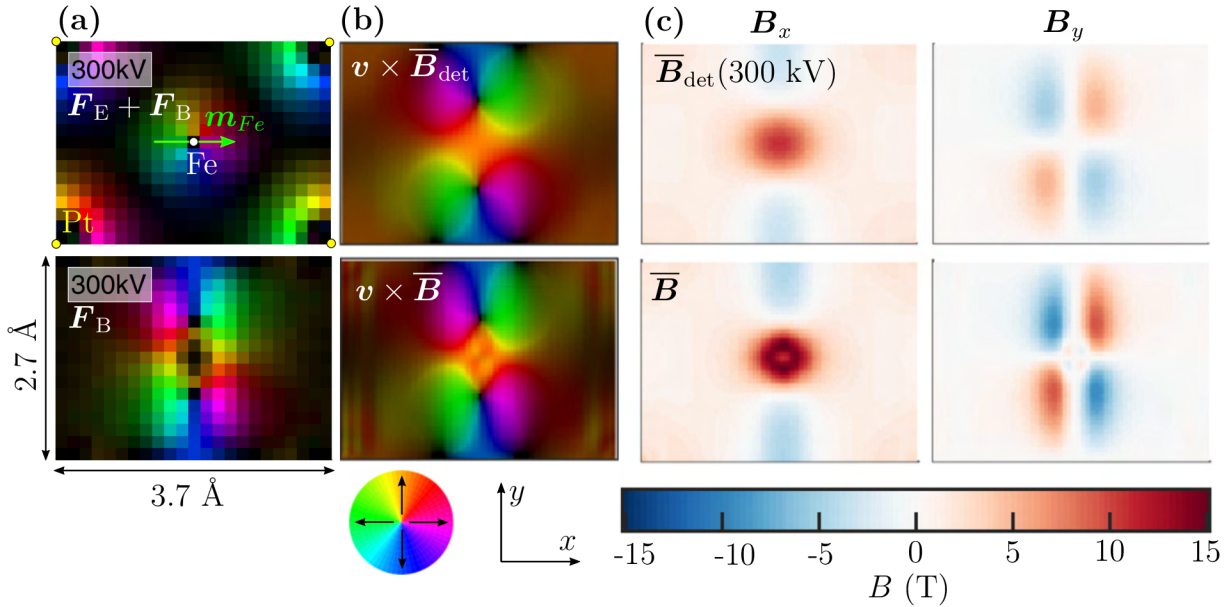 (a)
300kV
F_E + F_B
m_Fe
Fe
Pt
300kV
F_B
2.7 Å
3.7 Å
(b)
v × B̅_det
v × B̅
y
x
(c)
B_x
B_y
B̅_det(300 kV)
B̅
-15 -10 -5 0 5 10 15
B (T)